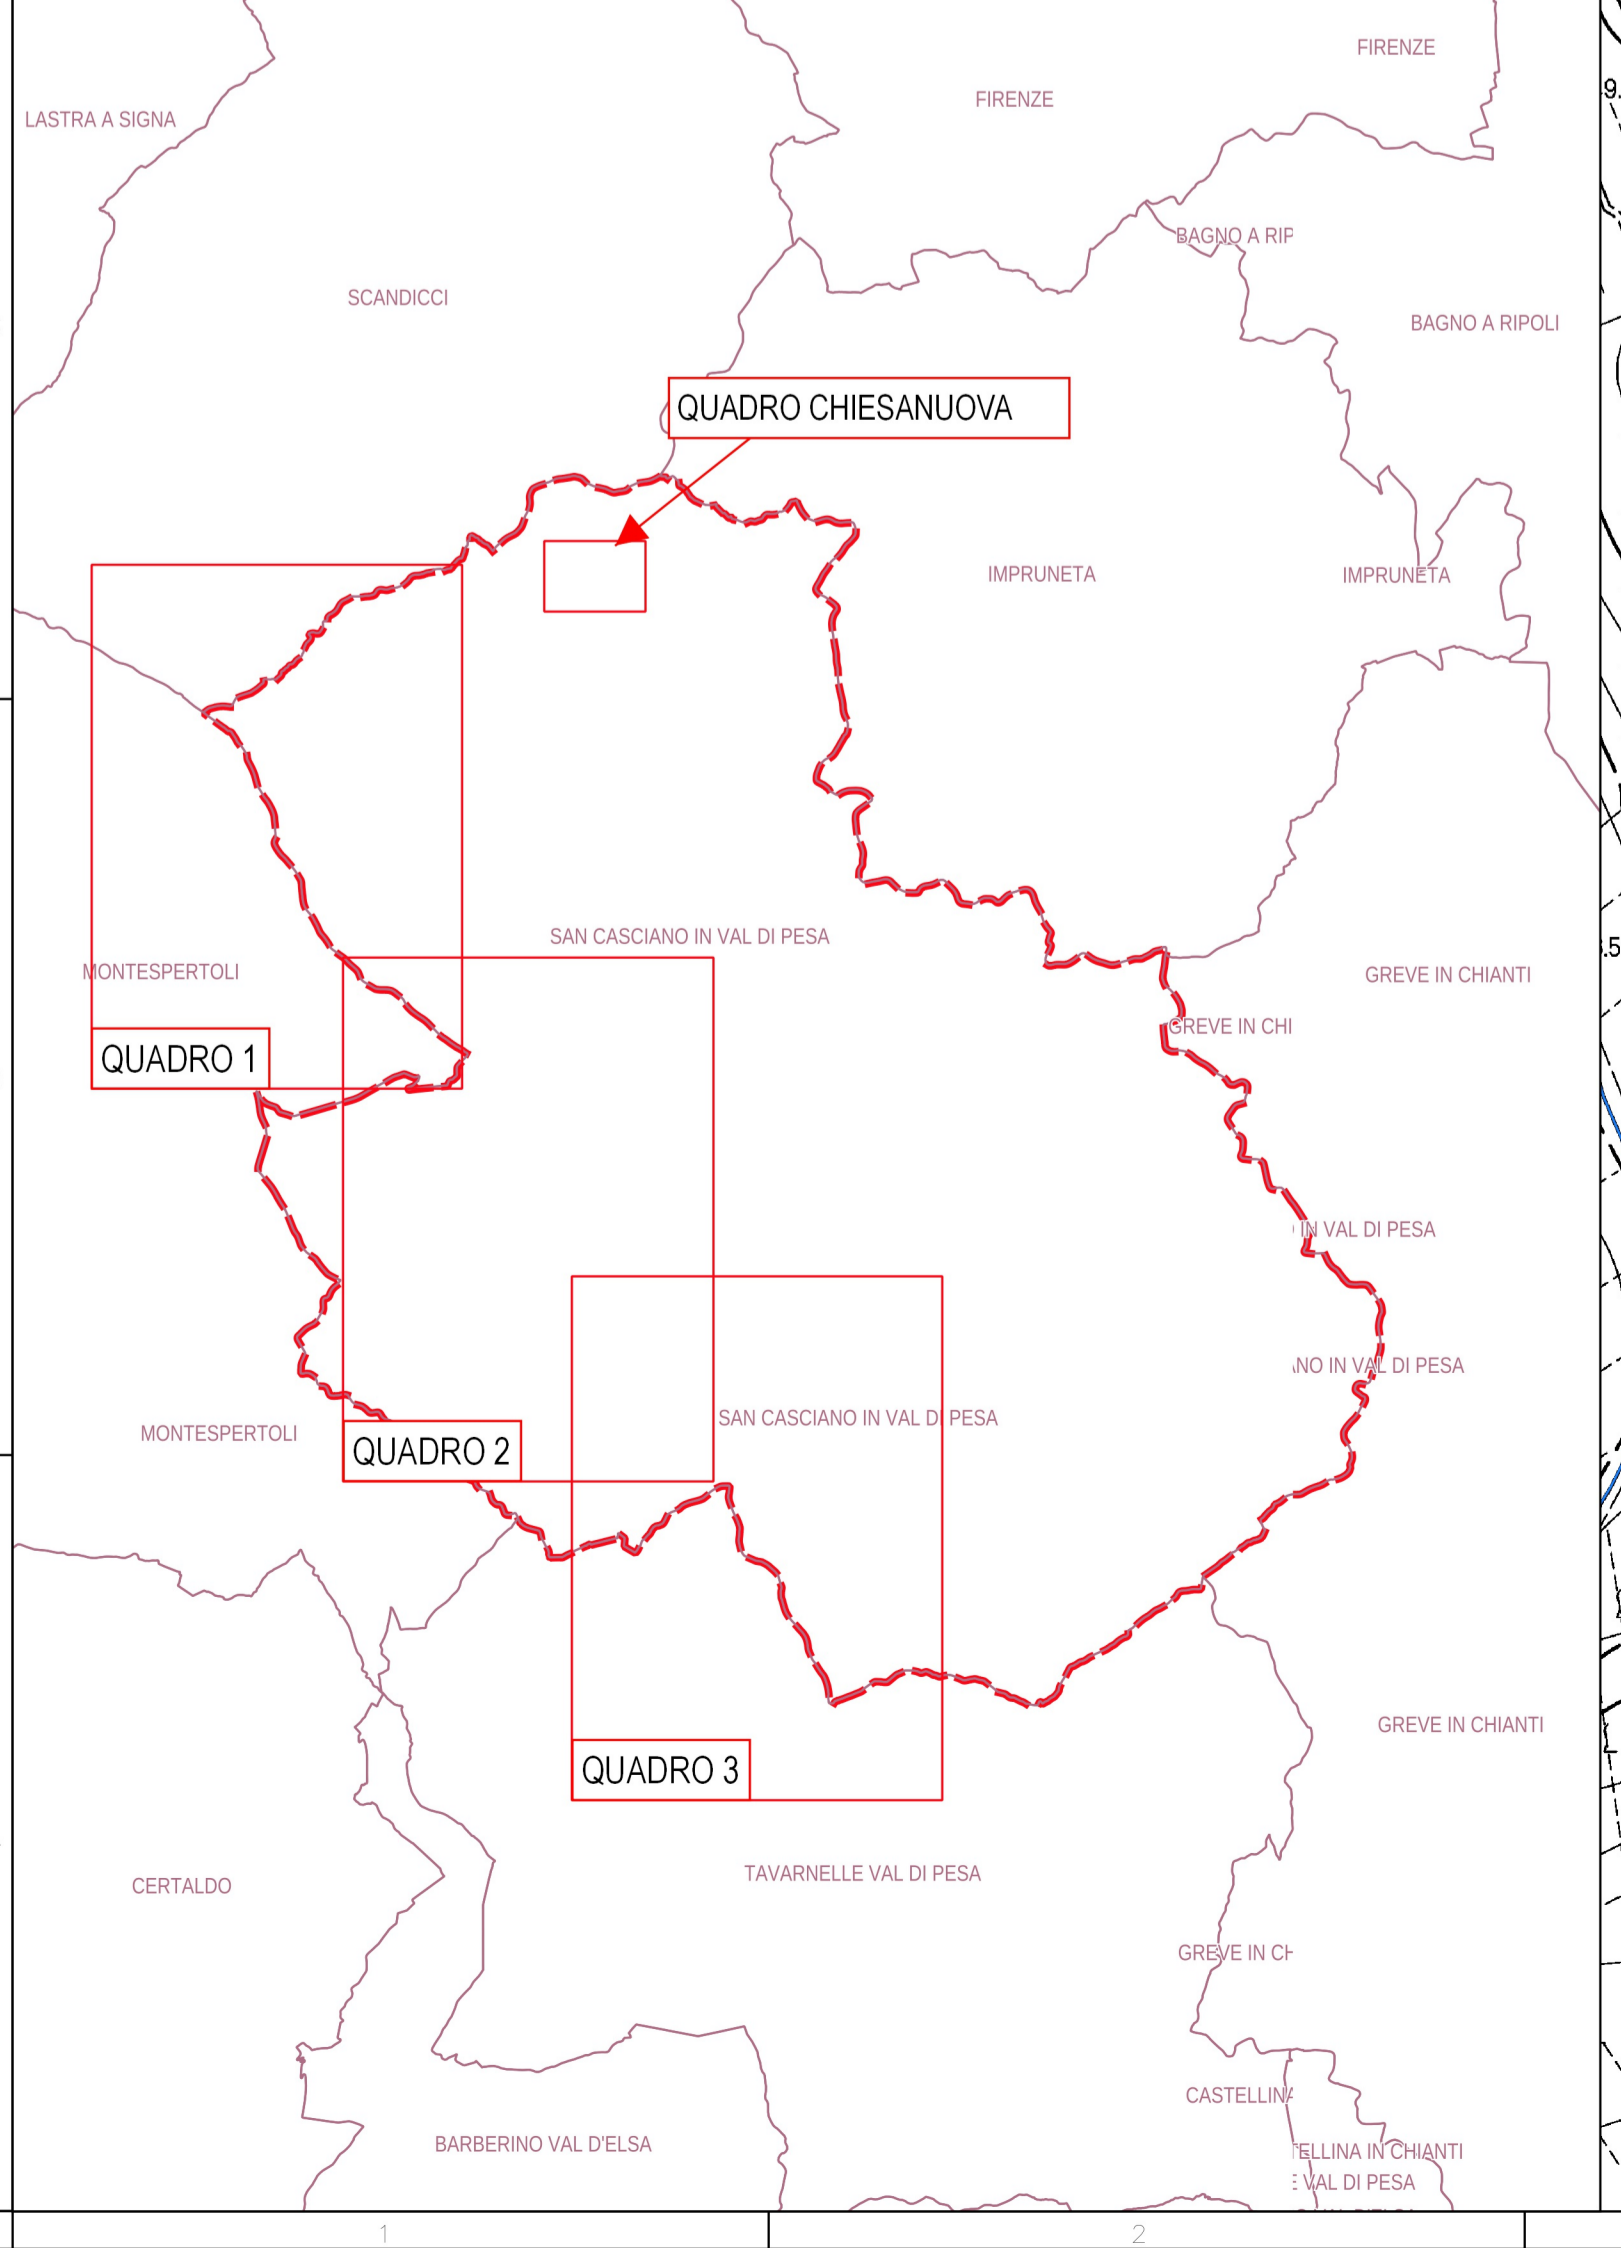 FIRENZE
FIRENZE
LASTRA A SIGNA
BAGNO A RIP
SCANDICCI
BAGNO A RIPOLI
QUADRO CHIESANUOVA
IMPRUNETA
IMPRUNETA
SAN CASCIANO IN VAL DI PESA
MONTESPERTOLI
GREVE IN CHIANTI
GREVE IN CHI
QUADRO 1
IN VAL DI PESA
ANO IN VAL DI PESA
SAN CASCIANO IN VAL DI PESA
MONTESPERTOLI
QUADRO 2
GREVE IN CHIANTI
QUADRO 3
TAVARNELLE VAL DI PESA
CERTALDO
GREVE IN CH
CASTELLINA
BARBERINO VAL D'ELSA
TELLINA IN CHIANTI
E VAL DI PESA
1
2